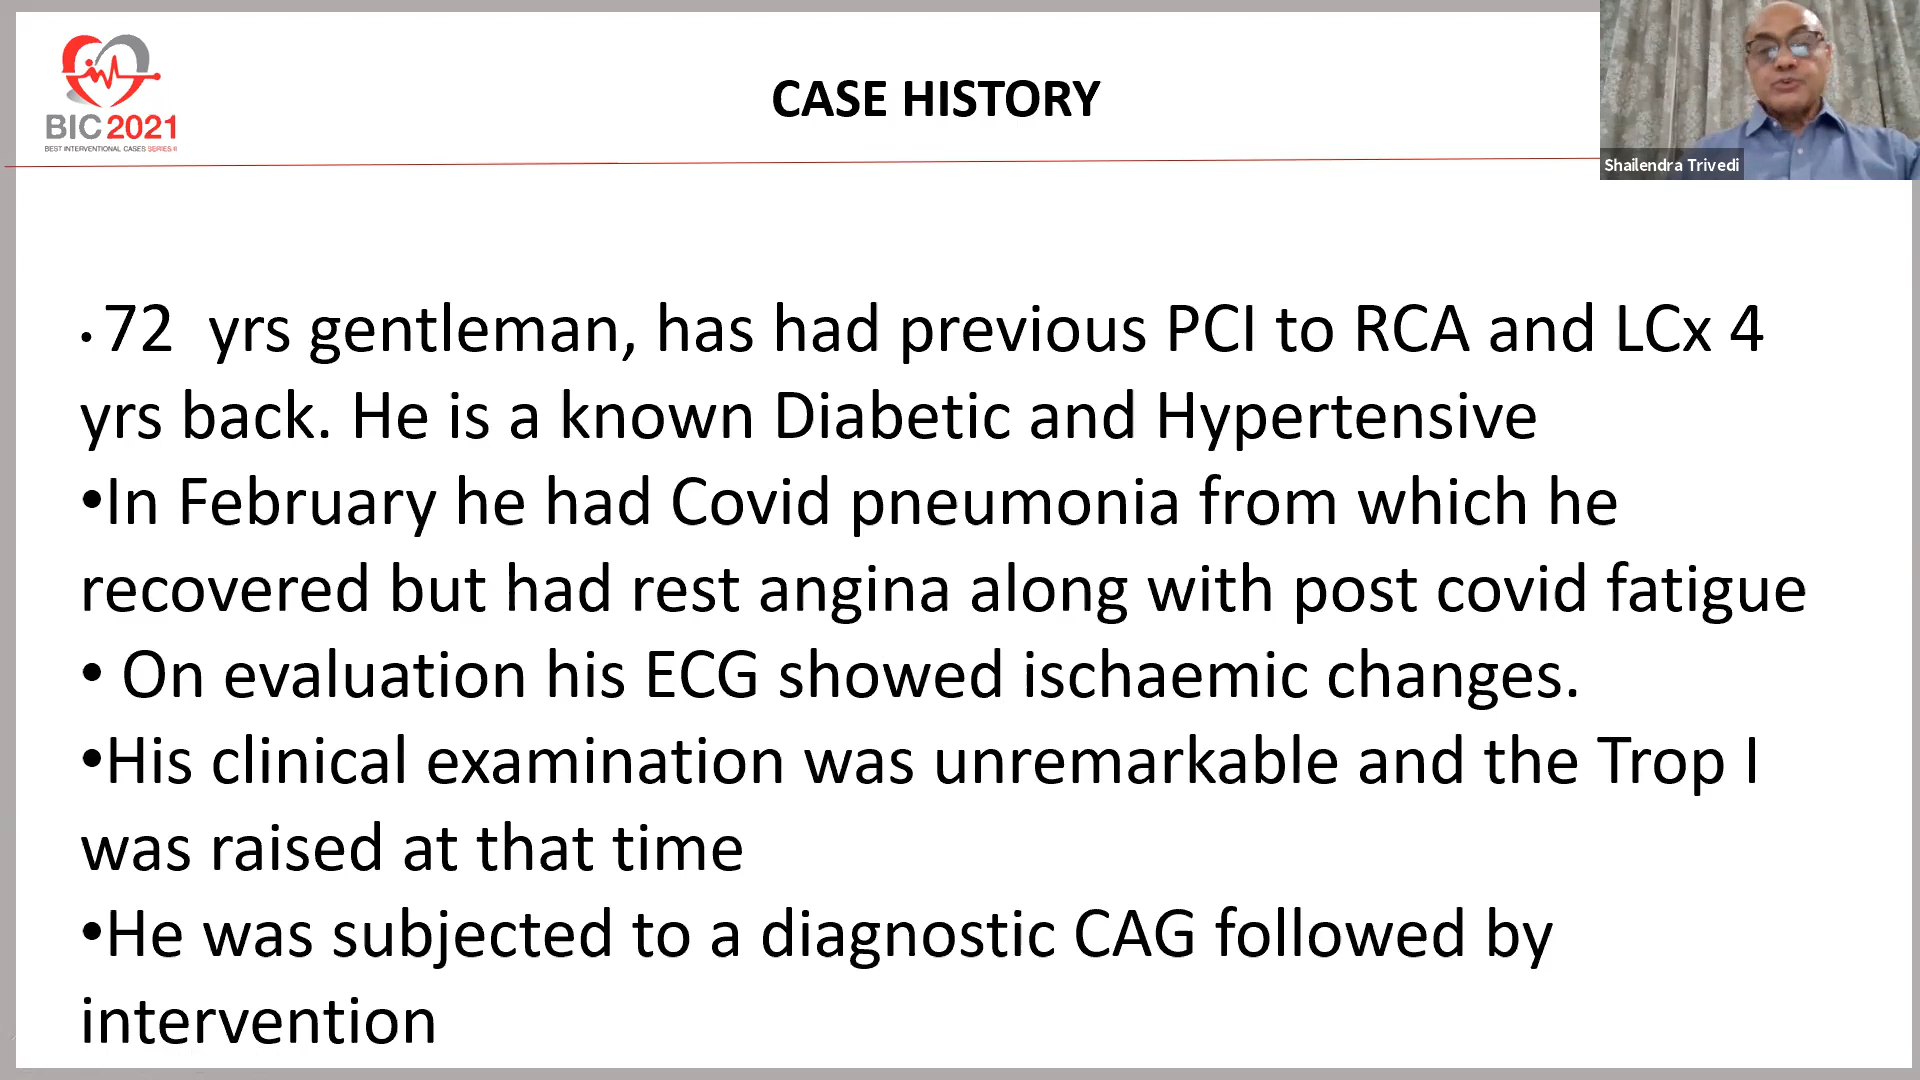 BIC 2021
BEST INTERVENTIONAL CASES SERIES II
CASE HISTORY
Shailendra Trivedi
• 72 yrs gentleman, has had previous PCI to RCA and LCx 4
yrs back. He is a known Diabetic and Hypertensive
•In February he had Covid pneumonia from which he
recovered but had rest angina along with post covid fatigue
• On evaluation his ECG showed ischaemic changes.
•His clinical examination was unremarkable and the Trop I
was raised at that time
•He was subjected to a diagnostic CAG followed by
intervention